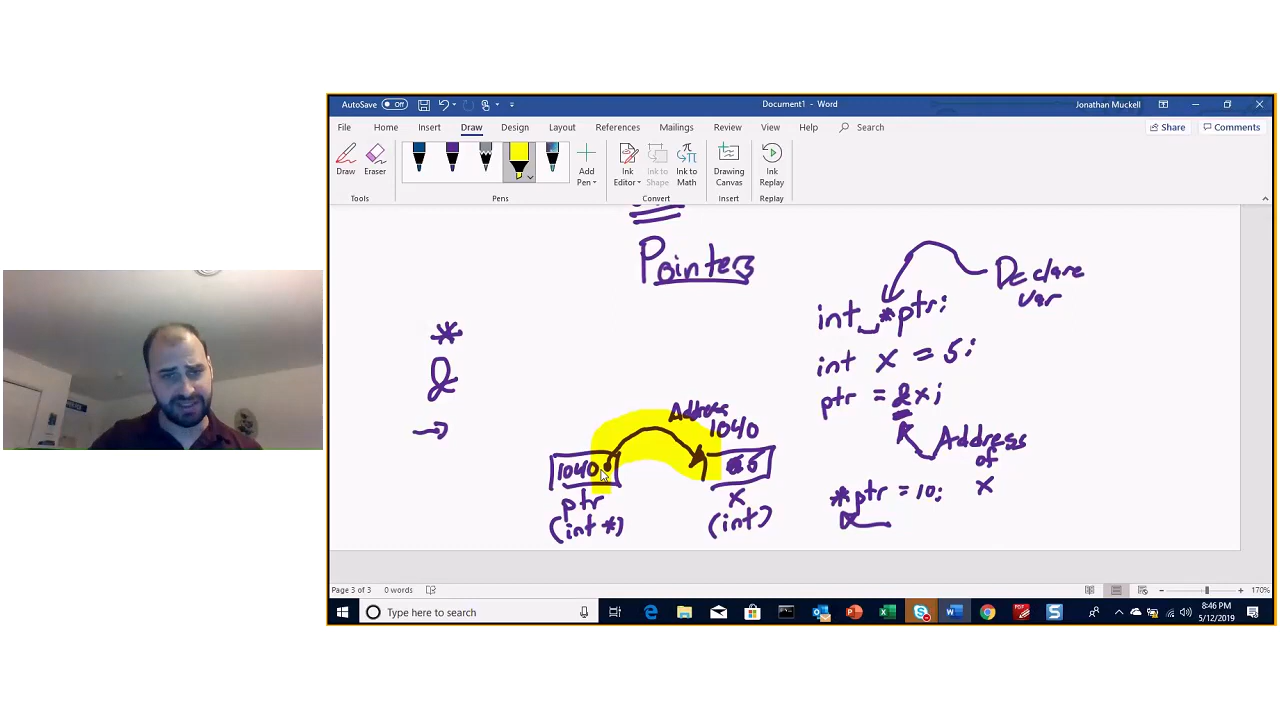 AutoSave Off
Document1 - Word
Jonathan Muckell
File Home Insert Draw Design Layout References Mailings Review View Help Search Share Comments
Draw Eraser Add Pen Ink Editor Ink to Shape Ink to Math Drawing Canvas Ink Replay
Tools Pens Convert Insert Replay
Pointers
Declare
var
int *ptr;
int x = 5;
ptr = &x;
Address
of
x
*ptr = 10;
*
&
→
Address
1040
1040
5
ptr
x
(int *)
(int)
Page 3 of 3 0 words 170%
Type here to search
8:46 PM
5/12/2019